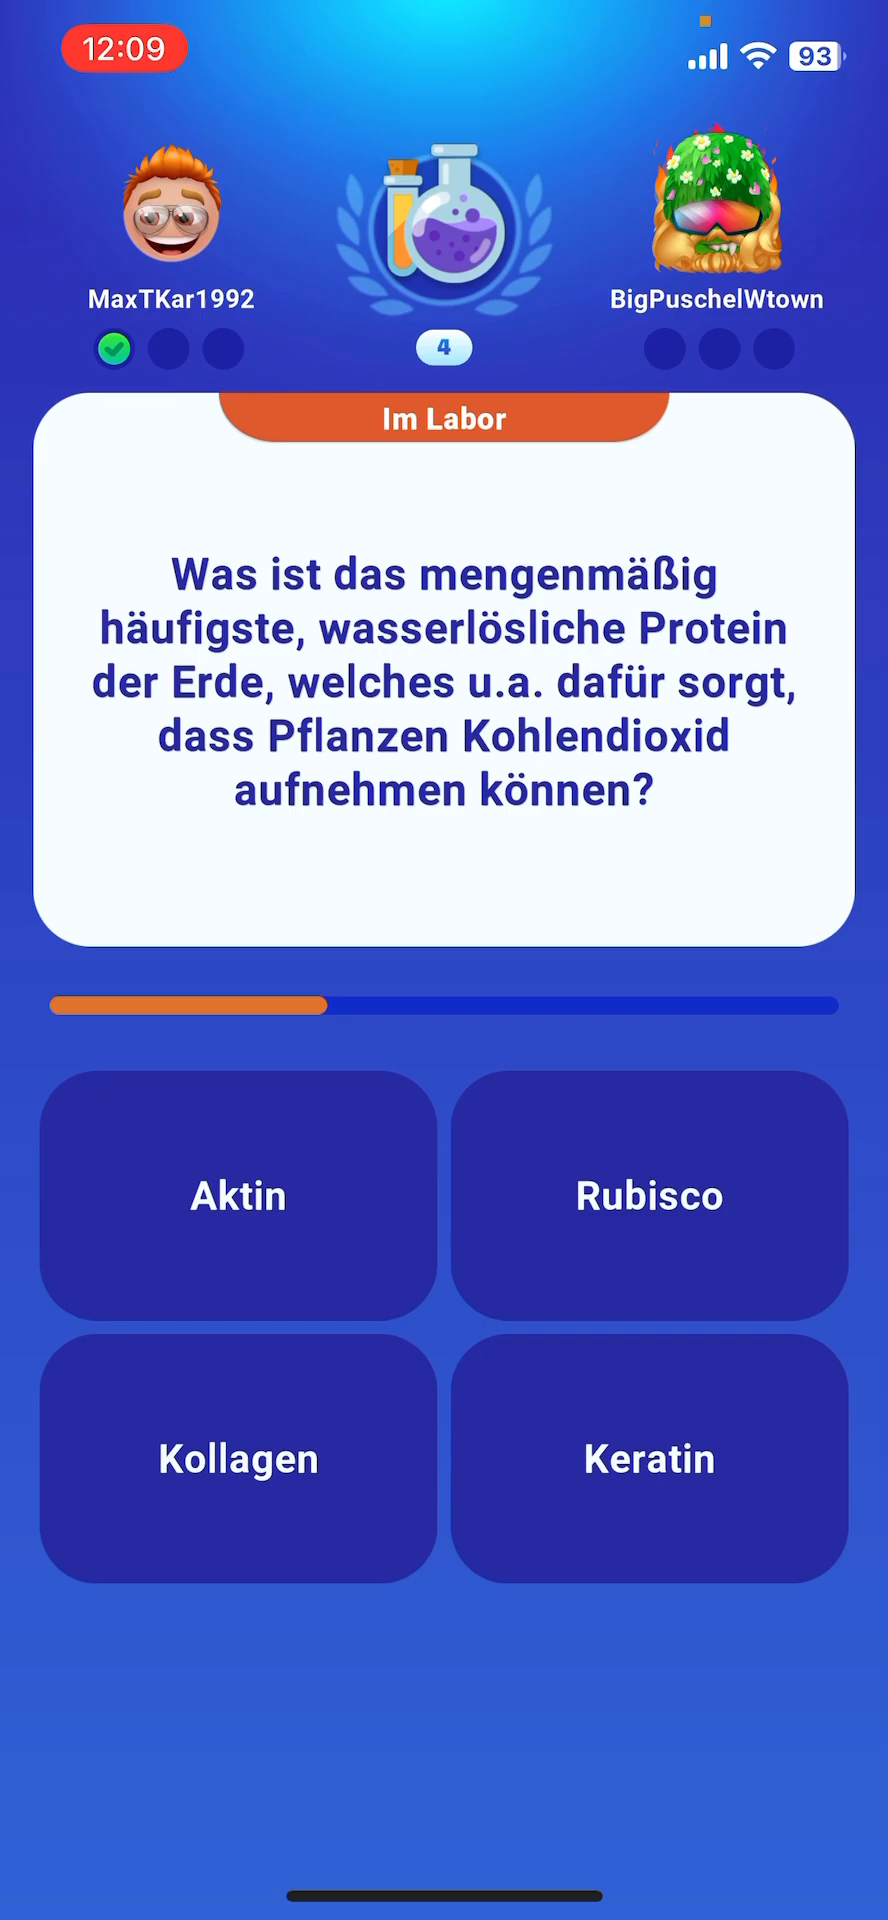 12:09
93
MaxTKar1992
BigPuschelWtown
4
Im Labor
Was ist das mengenmäßig
häufigste, wasserlösliche Protein
der Erde, welches u.a. dafür sorgt,
dass Pflanzen Kohlendioxid
aufnehmen können?
Aktin
Rubisco
Kollagen
Keratin